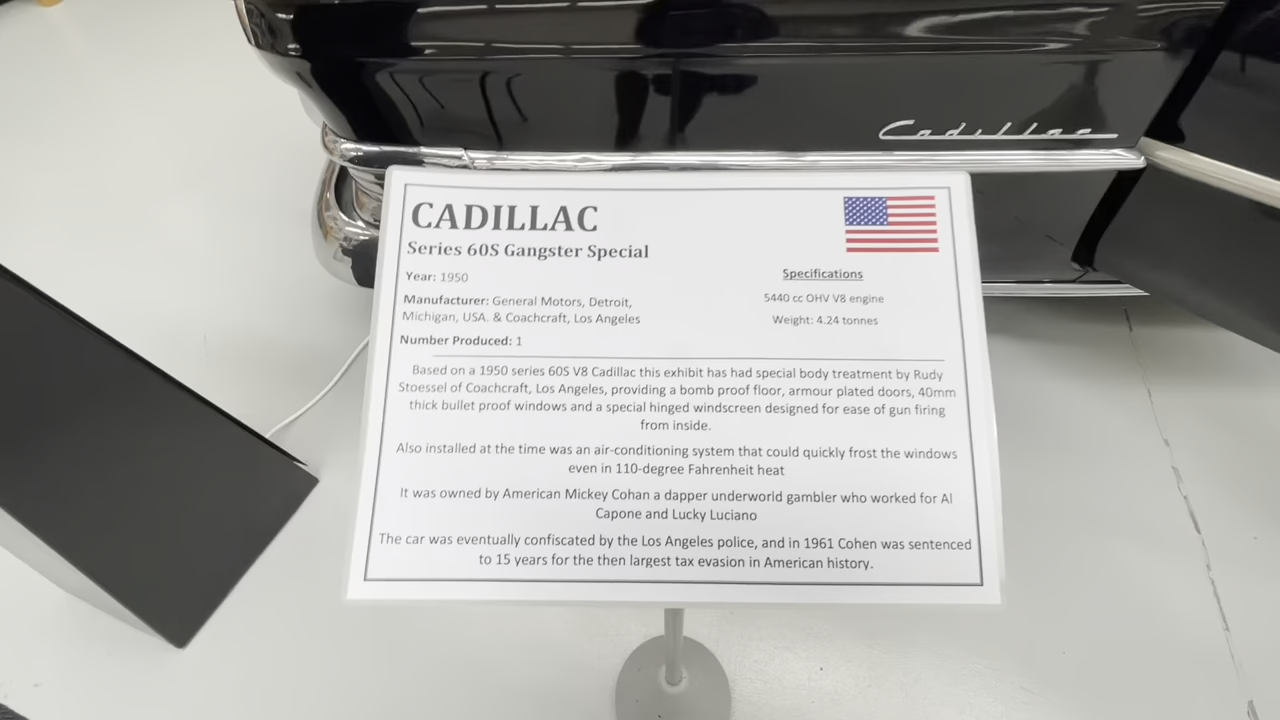 Cadillac
CADILLAC
Series 60S Gangster Special
Year: 1950
Manufacturer: General Motors, Detroit,
Michigan, USA. & Coachcraft, Los Angeles
Number Produced: 1
Specifications
5440 cc OHV V8 engine
Weight: 4.24 tonnes
Based on a 1950 series 60S V8 Cadillac this exhibit has had special body treatment by Rudy
Stoessel of Coachcraft, Los Angeles, providing a bomb proof floor, armour plated doors, 40mm
thick bullet proof windows and a special hinged windscreen designed for ease of gun firing
from inside.
Also installed at the time was an air-conditioning system that could quickly frost the windows
even in 110-degree Fahrenheit heat
It was owned by American Mickey Cohan a dapper underworld gambler who worked for Al
Capone and Lucky Luciano
The car was eventually confiscated by the Los Angeles police, and in 1961 Cohen was sentenced
to 15 years for the then largest tax evasion in American history.